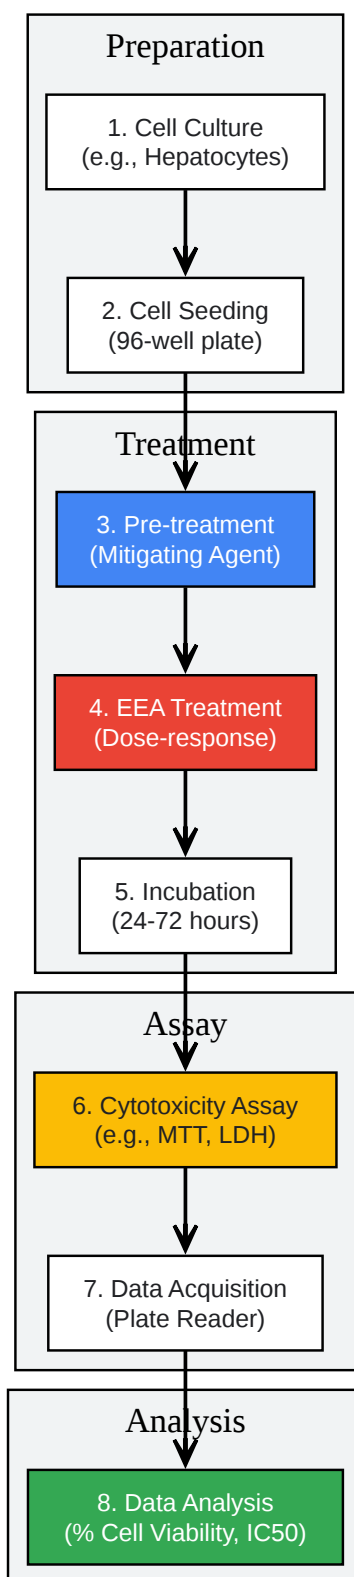 Preparation
1. Cell Culture
(e.g., Hepatocytes)
2. Cell Seeding
(96-well plate)
Treatment
3. Pre-treatment
(Mitigating Agent)
4. EEA Treatment
(Dose-response)
5. Incubation
(24-72 hours)
Assay
6. Cytotoxicity Assay
(e.g., MTT, LDH)
7. Data Acquisition
(Plate Reader)
Analysis
8. Data Analysis
(% Cell Viability, IC50)